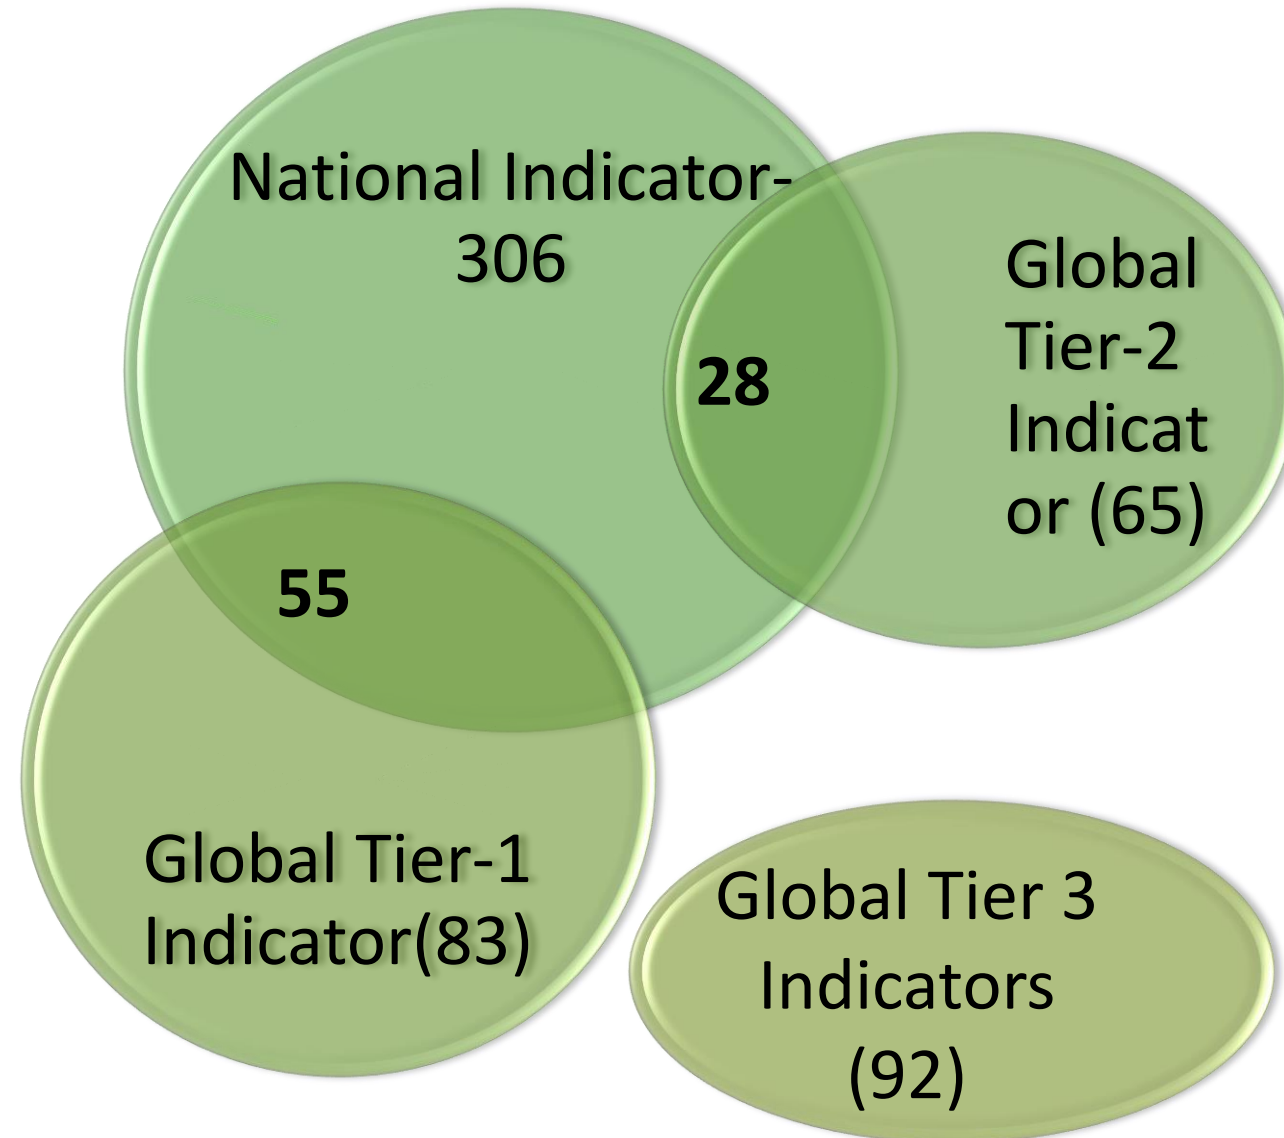 National Indicator-
306
28
Global
Tier-2
Indicat
or (65)
55
Global Tier-1
Indicator(83)
Global Tier 3
Indicators
(92)